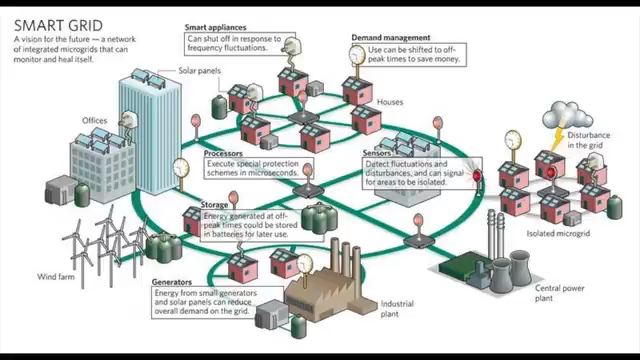 SMART GRID
A vision for the future — a network
of integrated microgrids that can
monitor and heal itself.
Smart appliances
Can shut off in response to
frequency fluctuations.
Demand management
Use can be shifted to off-
peak times to save money.
Solar panels
Houses
Offices
Disturbance
in the grid
Processors
Execute special protection
schemes in microseconds.
Sensors
Detect fluctuations and
disturbances, and can signal
for areas to be isolated.
Storage
Energy generated at off-
peak times could be stored
in batteries for later use.
Isolated microgrid
Wind farm
Generators
Energy from small generators
and solar panels can reduce
overall demand on the grid.
Industrial
plant
Central power
plant